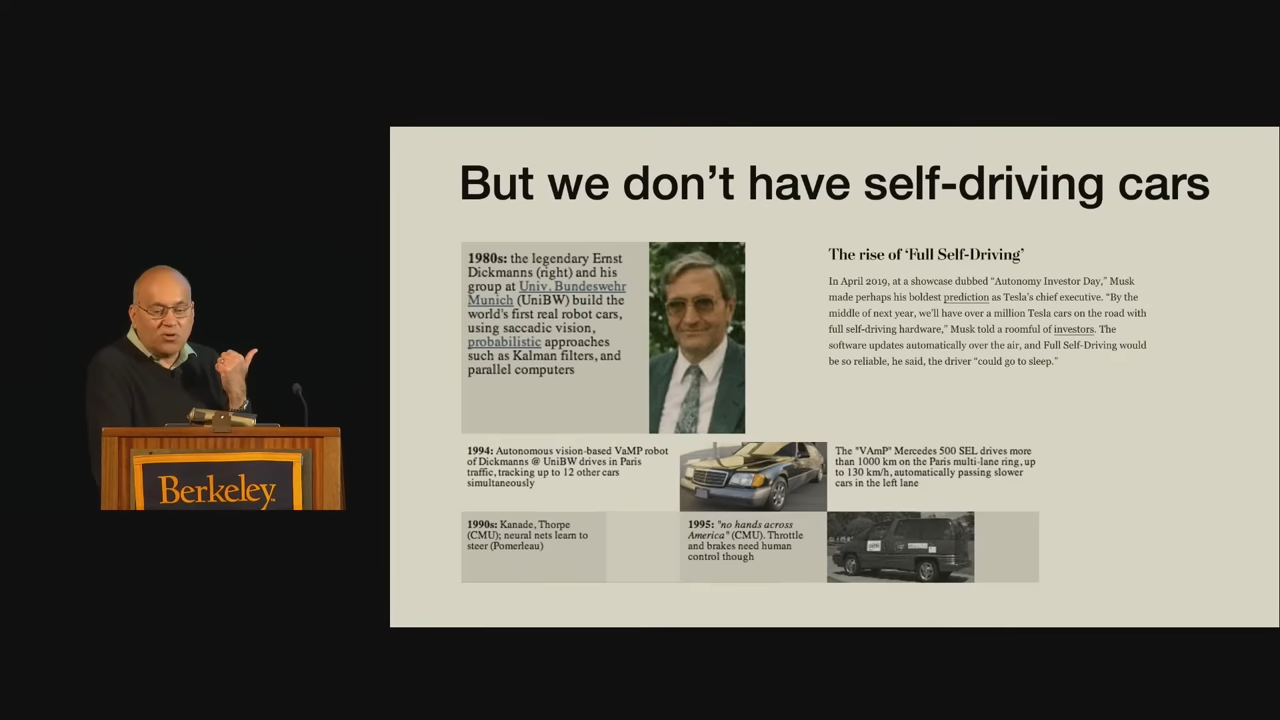 But we don't have self-driving cars
1980s: the legendary Ernst
Dickmanns (right) and his
group at Univ. Bundeswehr
Munich (UniBW) build the
world's first real robot cars,
using saccadic vision,
probabilistic approaches
such as Kalman filters, and
parallel computers
The rise of ‘Full Self-Driving’
In April 2019, at a showcase dubbed “Autonomy Investor Day,” Musk
made perhaps his boldest prediction as Tesla’s chief executive. “By the
middle of next year, we’ll have over a million Tesla cars on the road with
full self-driving hardware,” Musk told a roomful of investors. The
software updates automatically over the air, and Full Self-Driving would
be so reliable, he said, the driver “could go to sleep.”
1994: Autonomous vision-based VaMP robot
of Dickmanns @ UniBW drives in Paris
traffic, tracking up to 12 other cars
simultaneously
The "VAmP" Mercedes 500 SEL drives more
than 1000 km on the Paris multi-lane ring, up
to 130 km/h, automatically passing slower
cars in the left lane
1990s: Kanade, Thorpe
(CMU); neural nets learn to
steer (Pomerleau)
1995: "no hands across
America" (CMU). Throttle
and brakes need human
control though
Berkeley